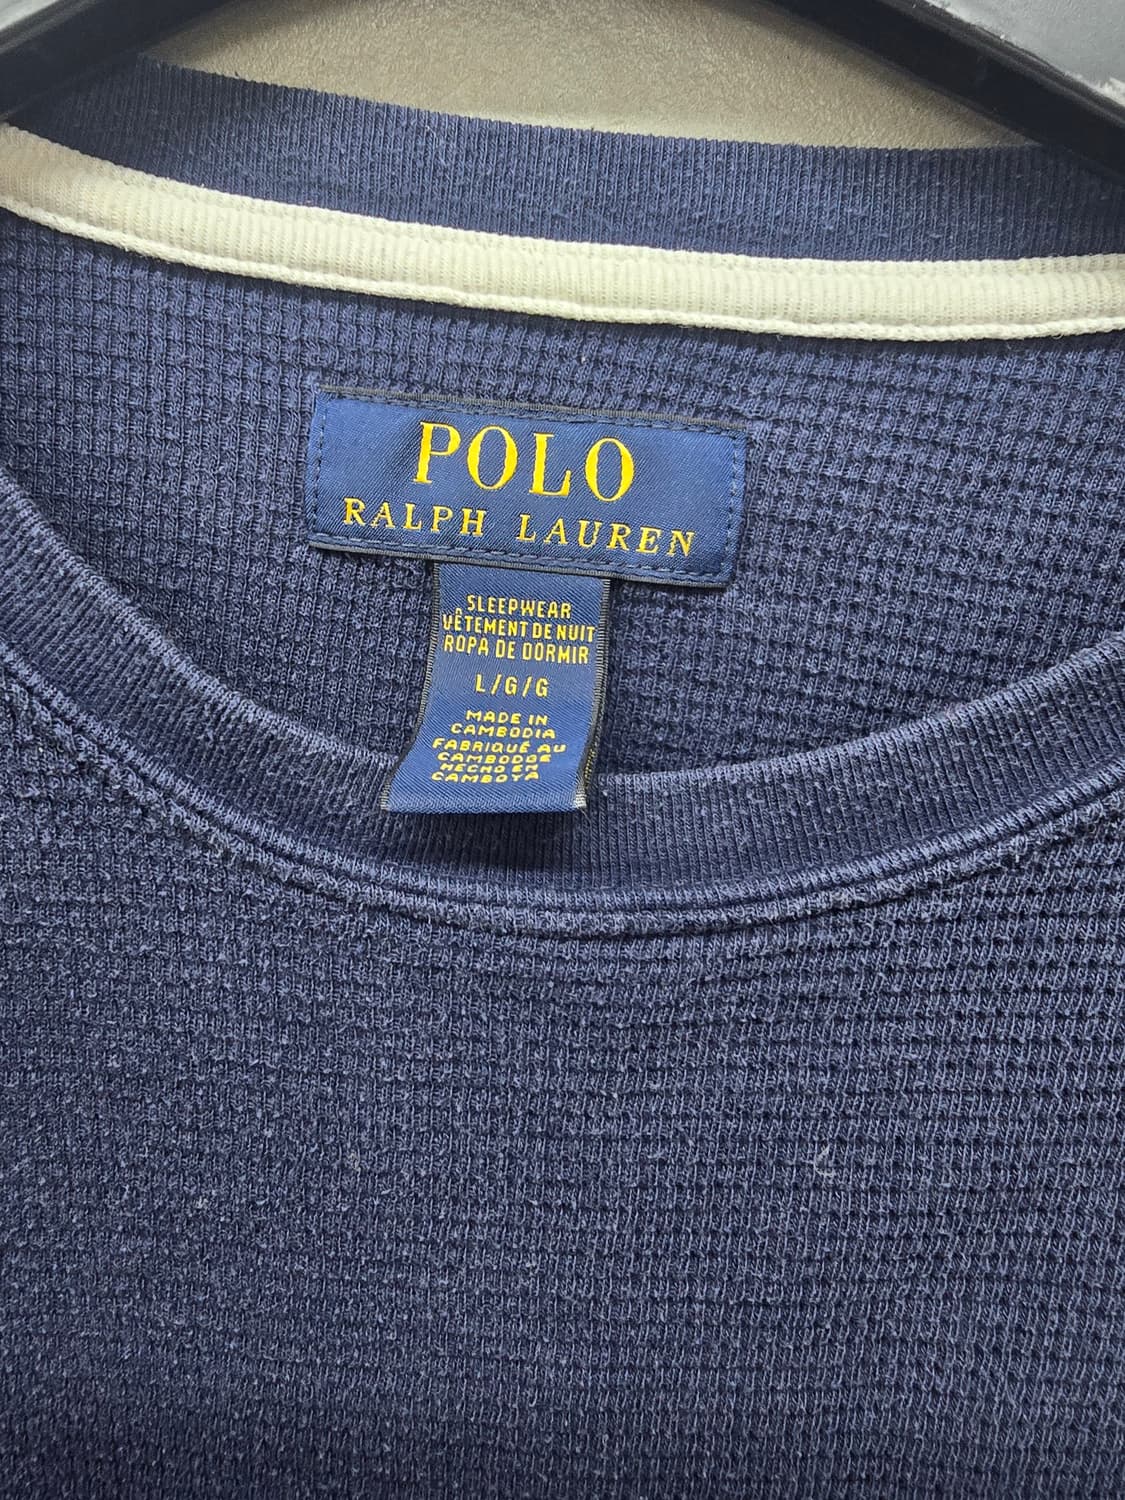 POLO
RALPH LAUREN
SLEEPWEAR
VÊTEMENT DE NUIT
ROPA DE DORMIR
L/G/G
MADE IN
CAMBODIA
FABRIQUÉ AU
CAMBODGE
HECHO EN
CAMBOYA